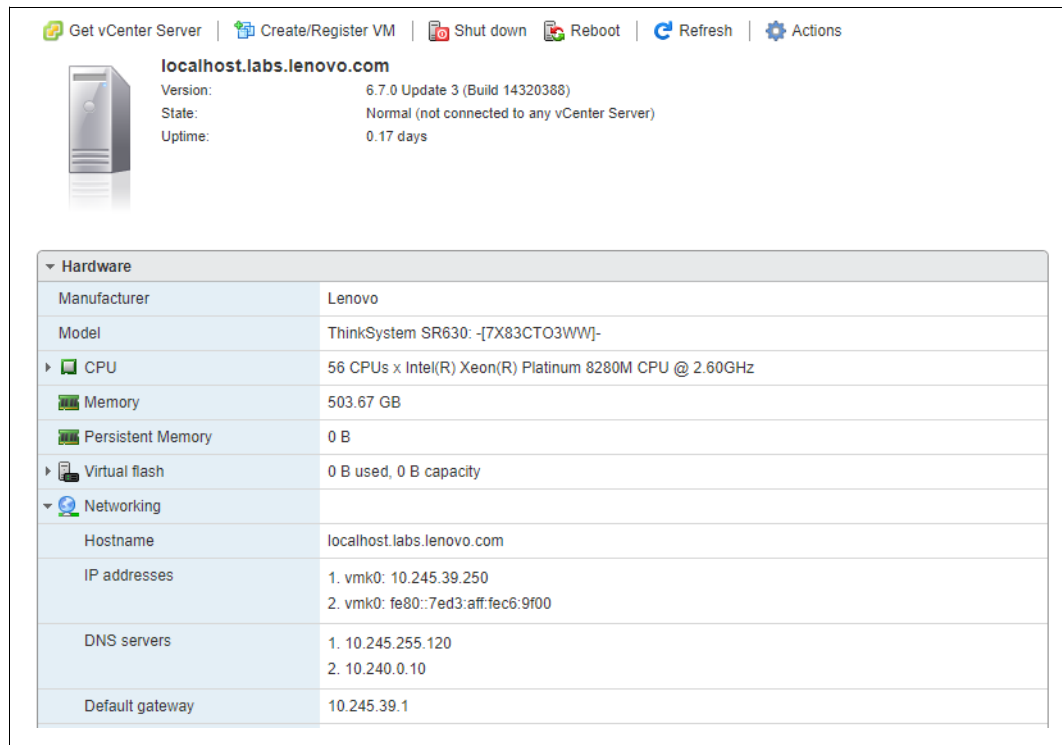 Get vCenter Server Create/Register VM Shut down Reboot Refresh Actions
localhost.labs.lenovo.com
Version: 6.7.0 Update 3 (Build 14320388)
State: Normal (not connected to any vCenter Server)
Uptime: 0.17 days
Hardware
Manufacturer Lenovo
Model ThinkSystem SR630: -[7X83CTO3WW]-
CPU 56 CPUs x Intel(R) Xeon(R) Platinum 8280M CPU @ 2.60GHz
Memory 503.67 GB
Persistent Memory 0 B
Virtual flash 0 B used, 0 B capacity
Networking
Hostname localhost.labs.lenovo.com
IP addresses 1. vmk0: 10.245.39.250
2. vmk0: fe80::7ed3:aff:fec6:9f00
DNS servers 1. 10.245.255.120
2. 10.240.0.10
Default gateway 10.245.39.1